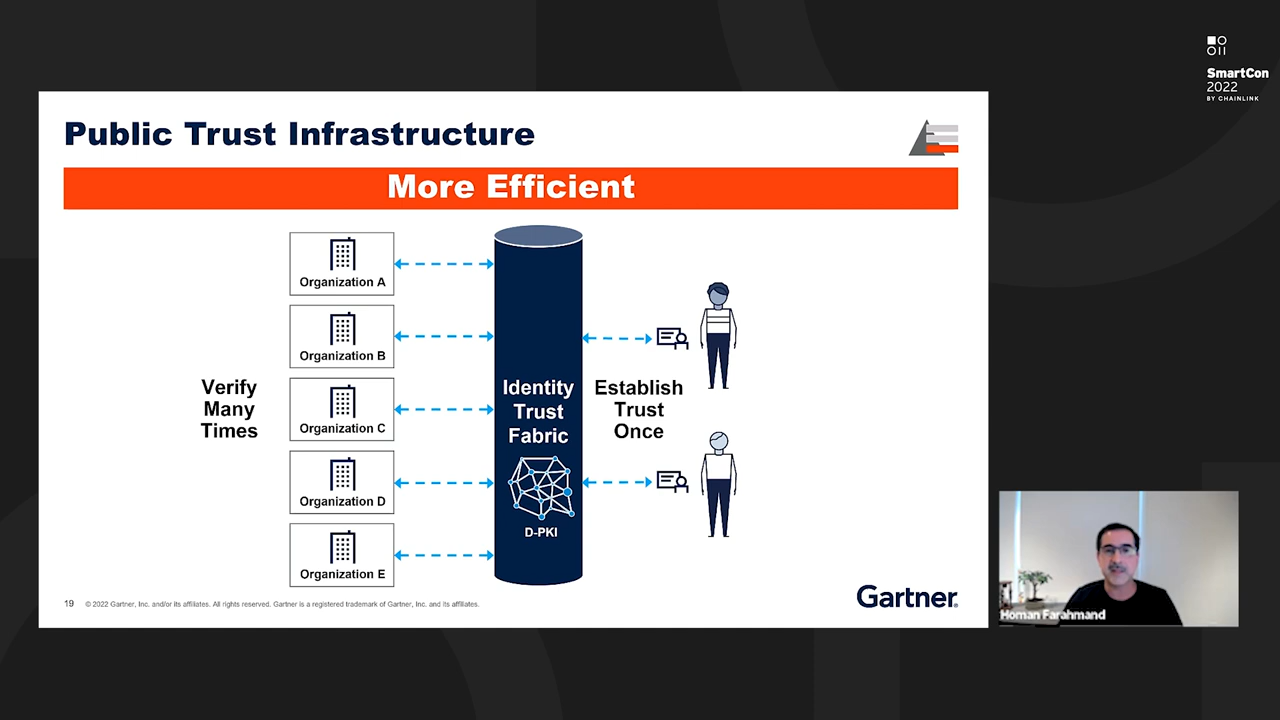 SmartCon
2022
BY CHAINLINK
Public Trust Infrastructure
More Efficient
Organization A
Organization B
Organization C
Organization D
Organization E
Verify
Many
Times
Identity
Trust
Fabric
D-PKI
Establish
Trust
Once
19 © 2022 Gartner, Inc. and/or its affiliates. All rights reserved. Gartner is a registered trademark of Gartner, Inc. and its affiliates.
Gartner®
Homan Farahmand